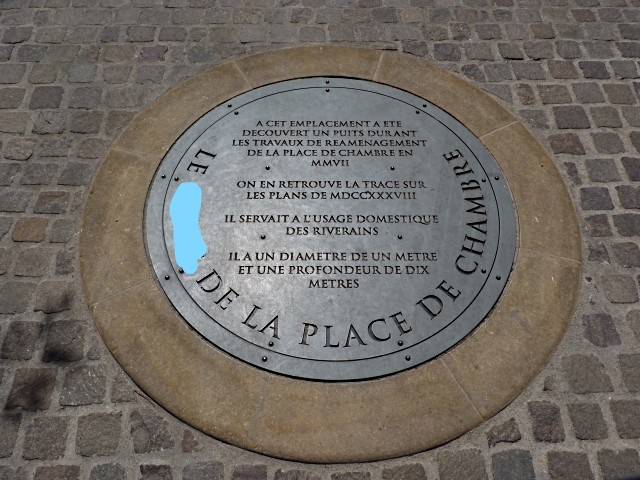 A CET EMPLACEMENT A ETE
DECOUVERT UN PUITS DURANT
LES TRAVAUX DE REAMENAGEMENT
DE LA PLACE DE CHAMBRE EN
MMVII
ON EN RETROUVE LA TRACE SUR
LES PLANS DE MDCCXXXVIII
IL SERVAIT A L'USAGE DOMESTIQUE
DES RIVERAINS
IL A UN DIAMETRE DE UN METRE
ET UNE PROFONDEUR DE DIX
METRES
LE DE LA PLACE DE CHAMBRE